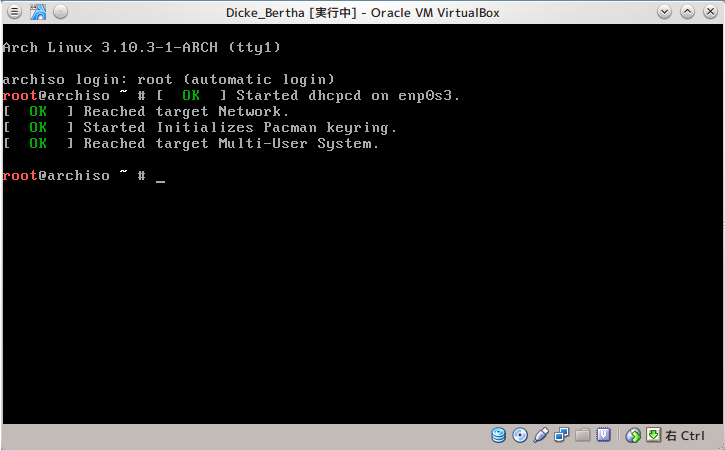 Dicke_Bertha [実行中] - Oracle VM VirtualBox
Arch Linux 3.10.3-1-ARCH (tty1)
archiso login: root (automatic login)
root@archiso ~ # [  OK  ] Started dhcpcd on enp0s3.
[  OK  ] Reached target Network.
[  OK  ] Started Initializes Pacman keyring.
[  OK  ] Reached target Multi-User System.
root@archiso ~ # _
右 Ctrl